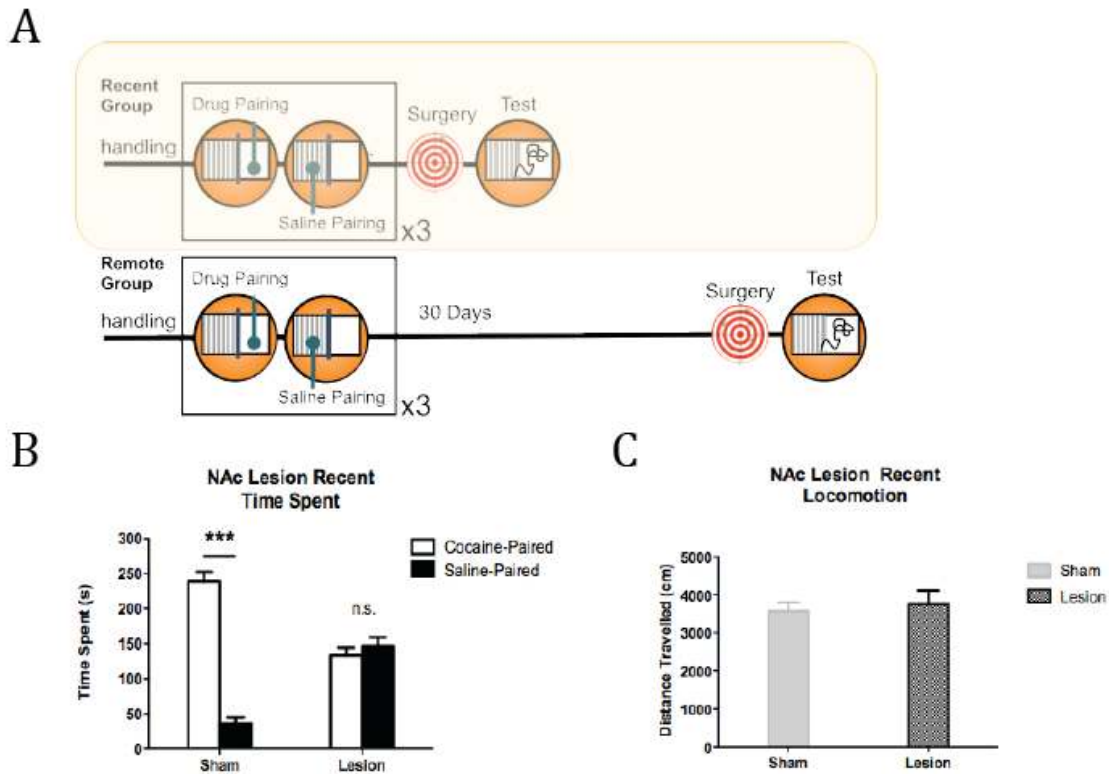 A
Recent
Group
Drug Pairing
Surgery
Test
handling
Saline Pairing
x3
Remote
Group
Drug Pairing
30 Days
Surgery
Test
handling
Saline Pairing
x3
B
NAc Lesion Recent
Time Spent
300
250
200
150
100
50
0
Time Spent (s)
***
n.s.
Cocaine-Paired
Saline-Paired
Sham
Lesion
C
NAc Lesion Recent
Locomotion
5000
4000
3000
2000
1000
0
Distance Travelled (cm)
Sham
Lesion
Sham
Lesion